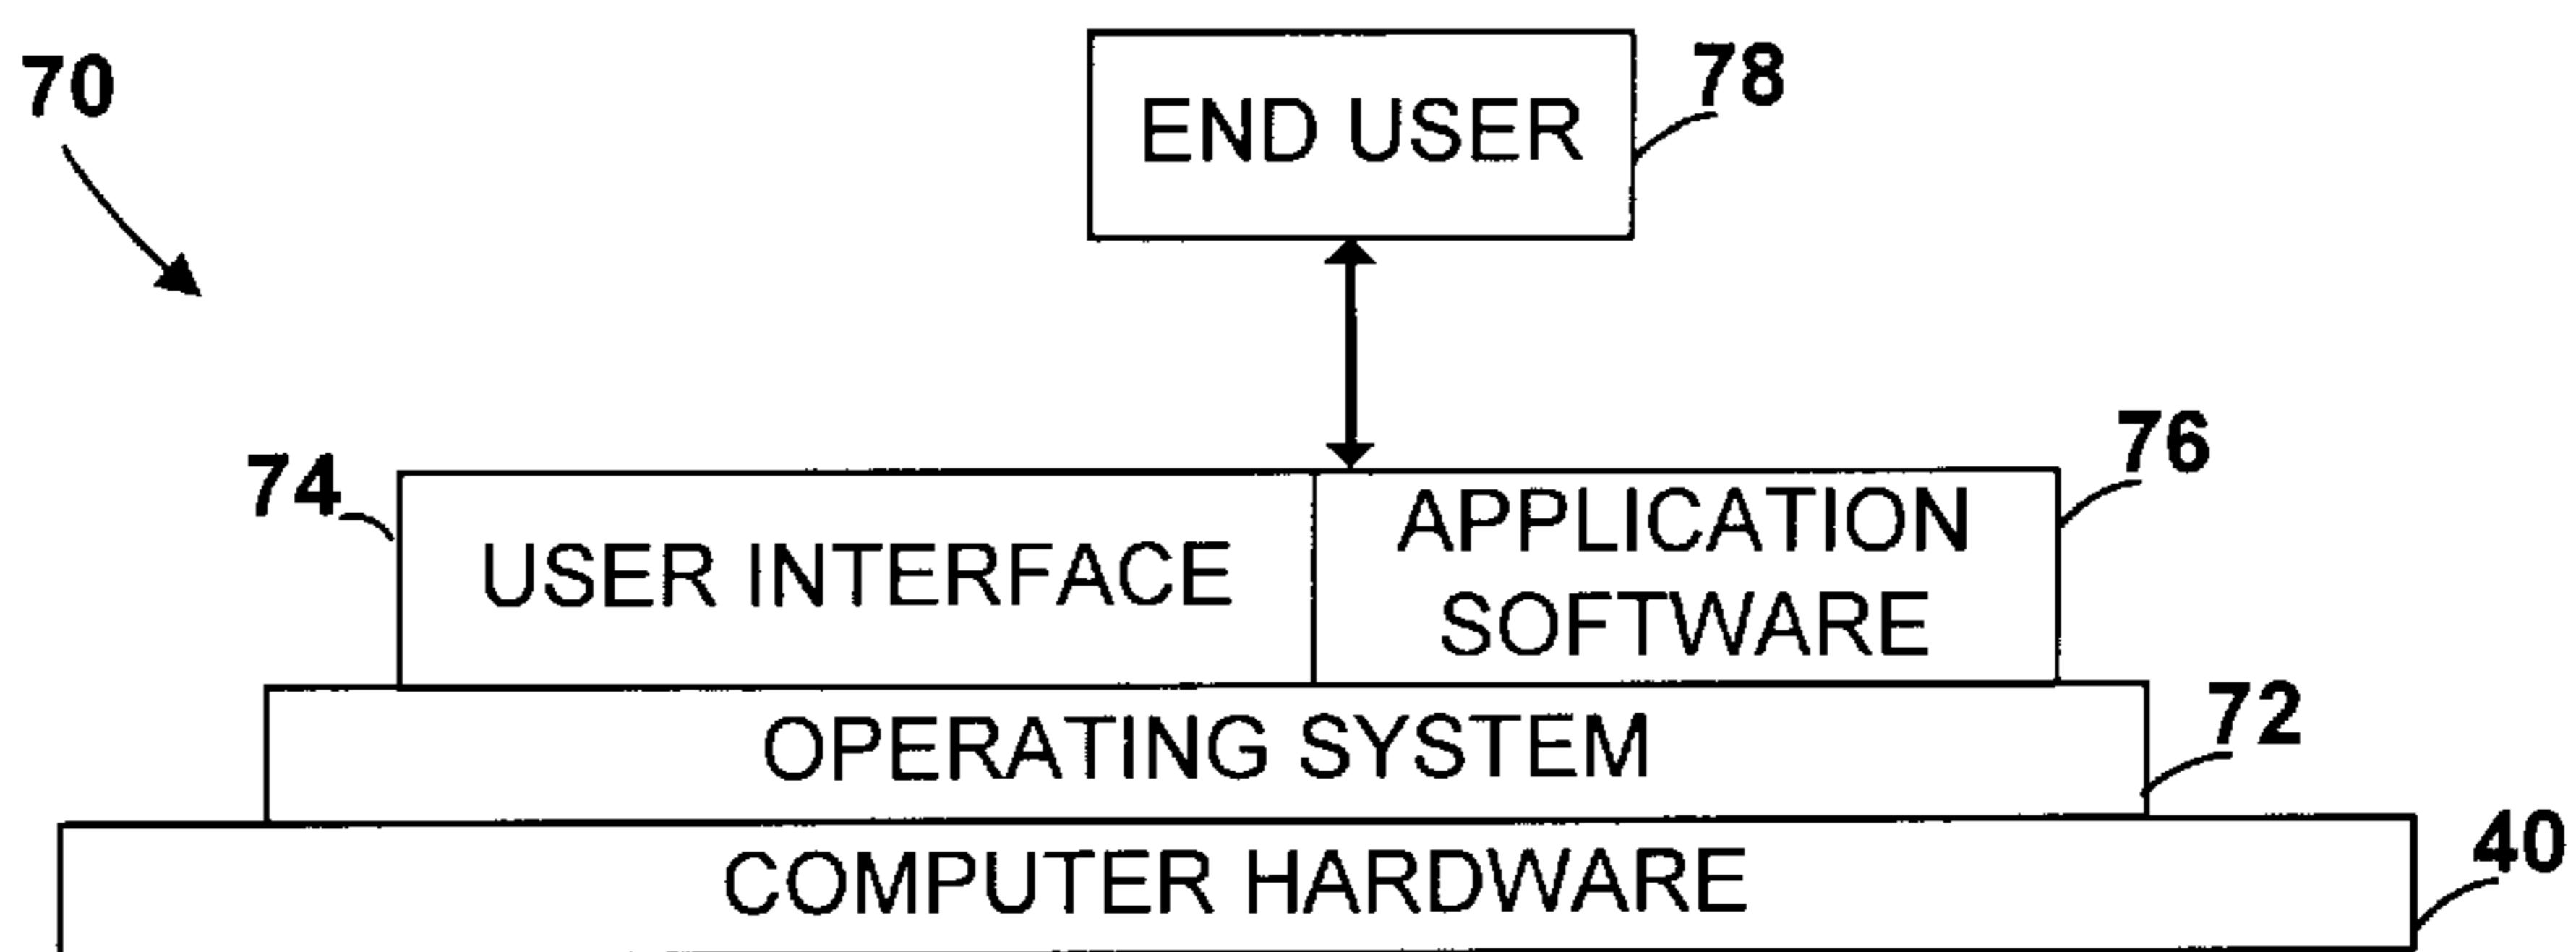 70
END USER
78
74
USER INTERFACE
APPLICATION
SOFTWARE
76
OPERATING SYSTEM
72
COMPUTER HARDWARE
40